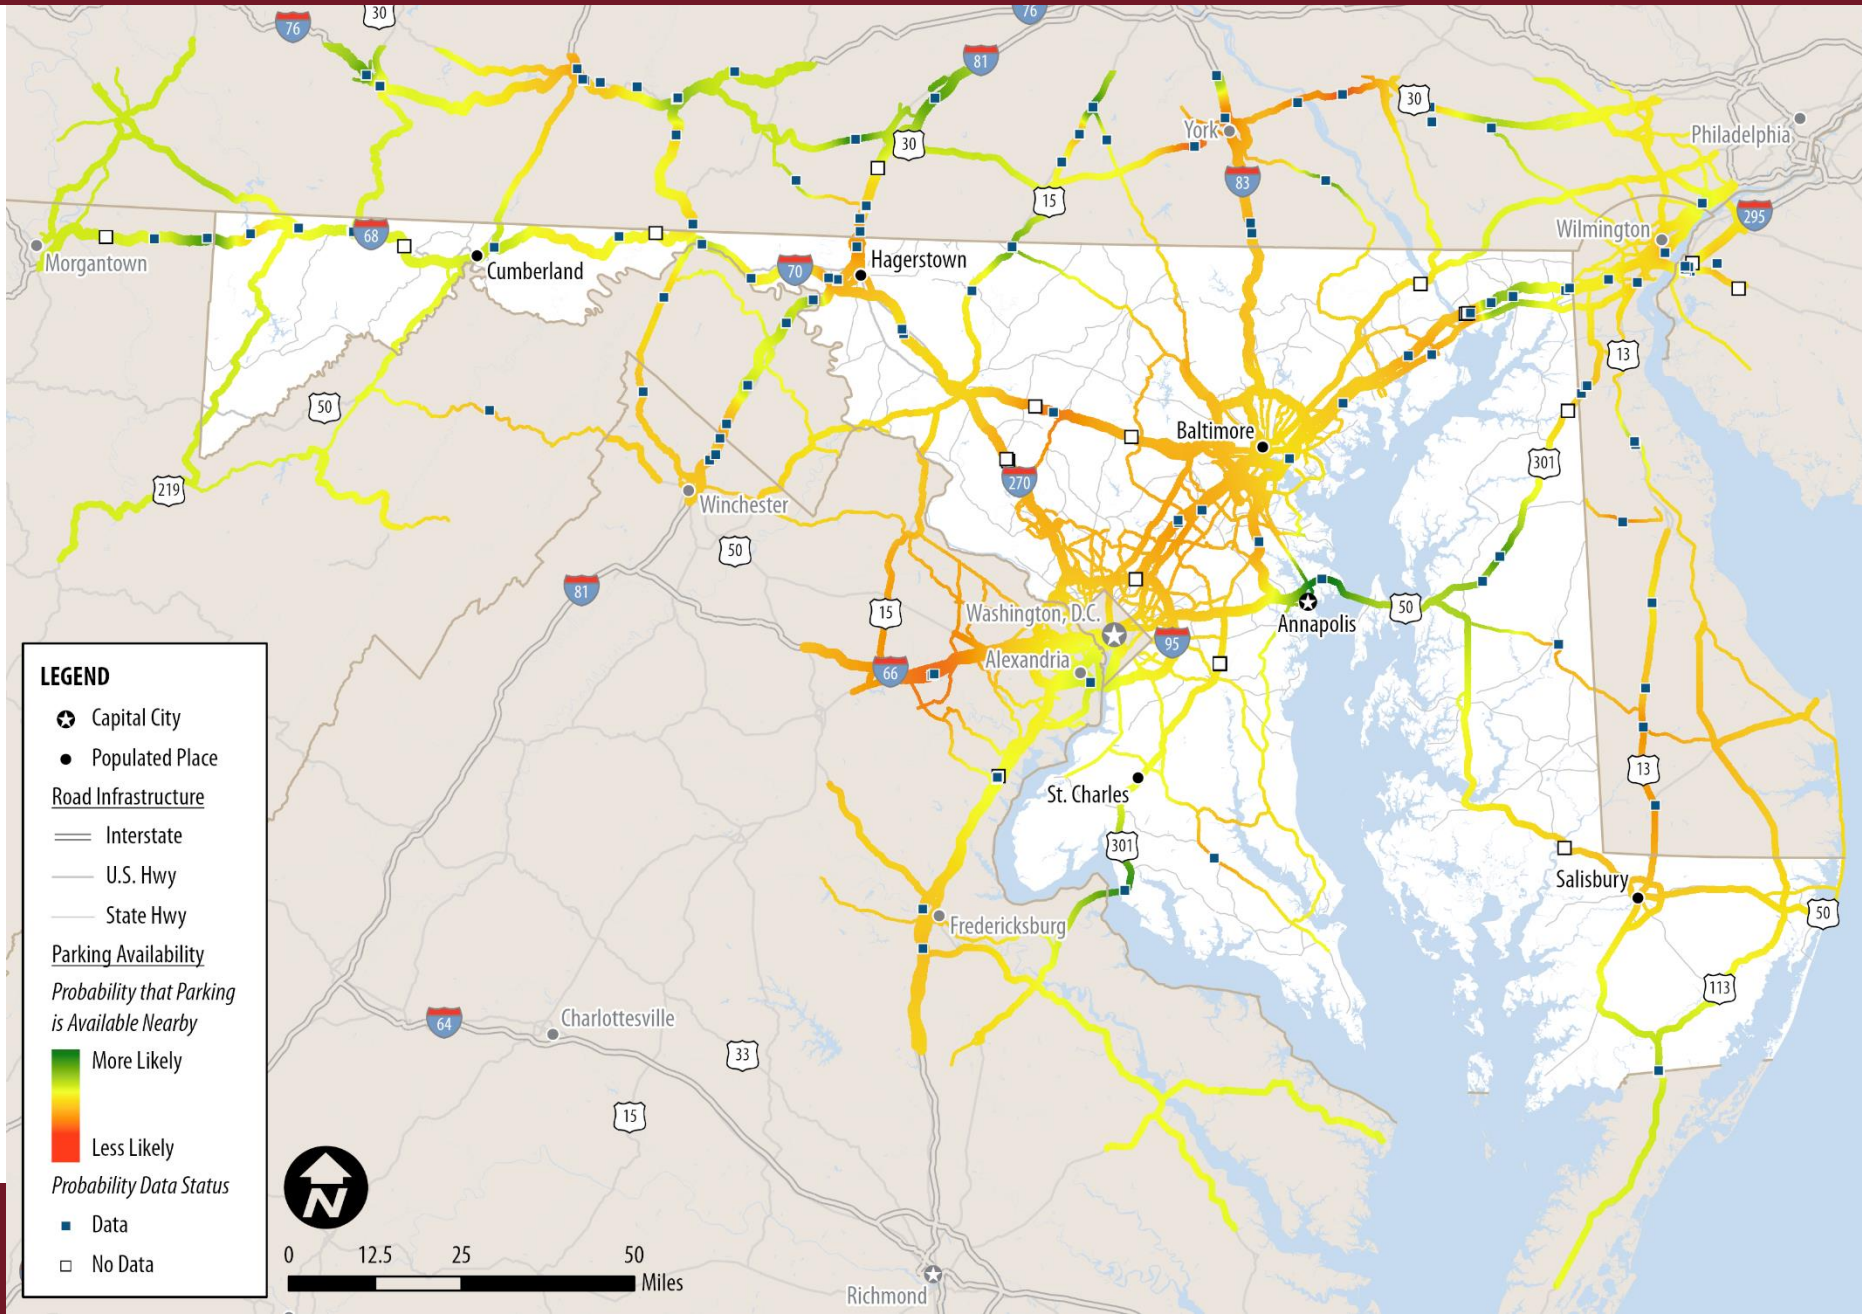 76
30
76
81
30
30
York
Philadelphia
83
15
295
Wilmington
Morgantown
68
Cumberland
70
Hagerstown
13
50
Baltimore
301
219
Winchester
270
50
81
15
Washington, D.C.
Annapolis
50
66
Alexandria
95
13
St. Charles
301
Salisbury
50
Fredericksburg
113
64
Charlottesville
33
15
Richmond
LEGEND
Capital City
Populated Place
Road Infrastructure
Interstate
U.S. Hwy
State Hwy
Parking Availability
Probability that Parking
is Available Nearby
More Likely
Less Likely
Probability Data Status
Data
No Data
N
0 12.5 25 50
Miles